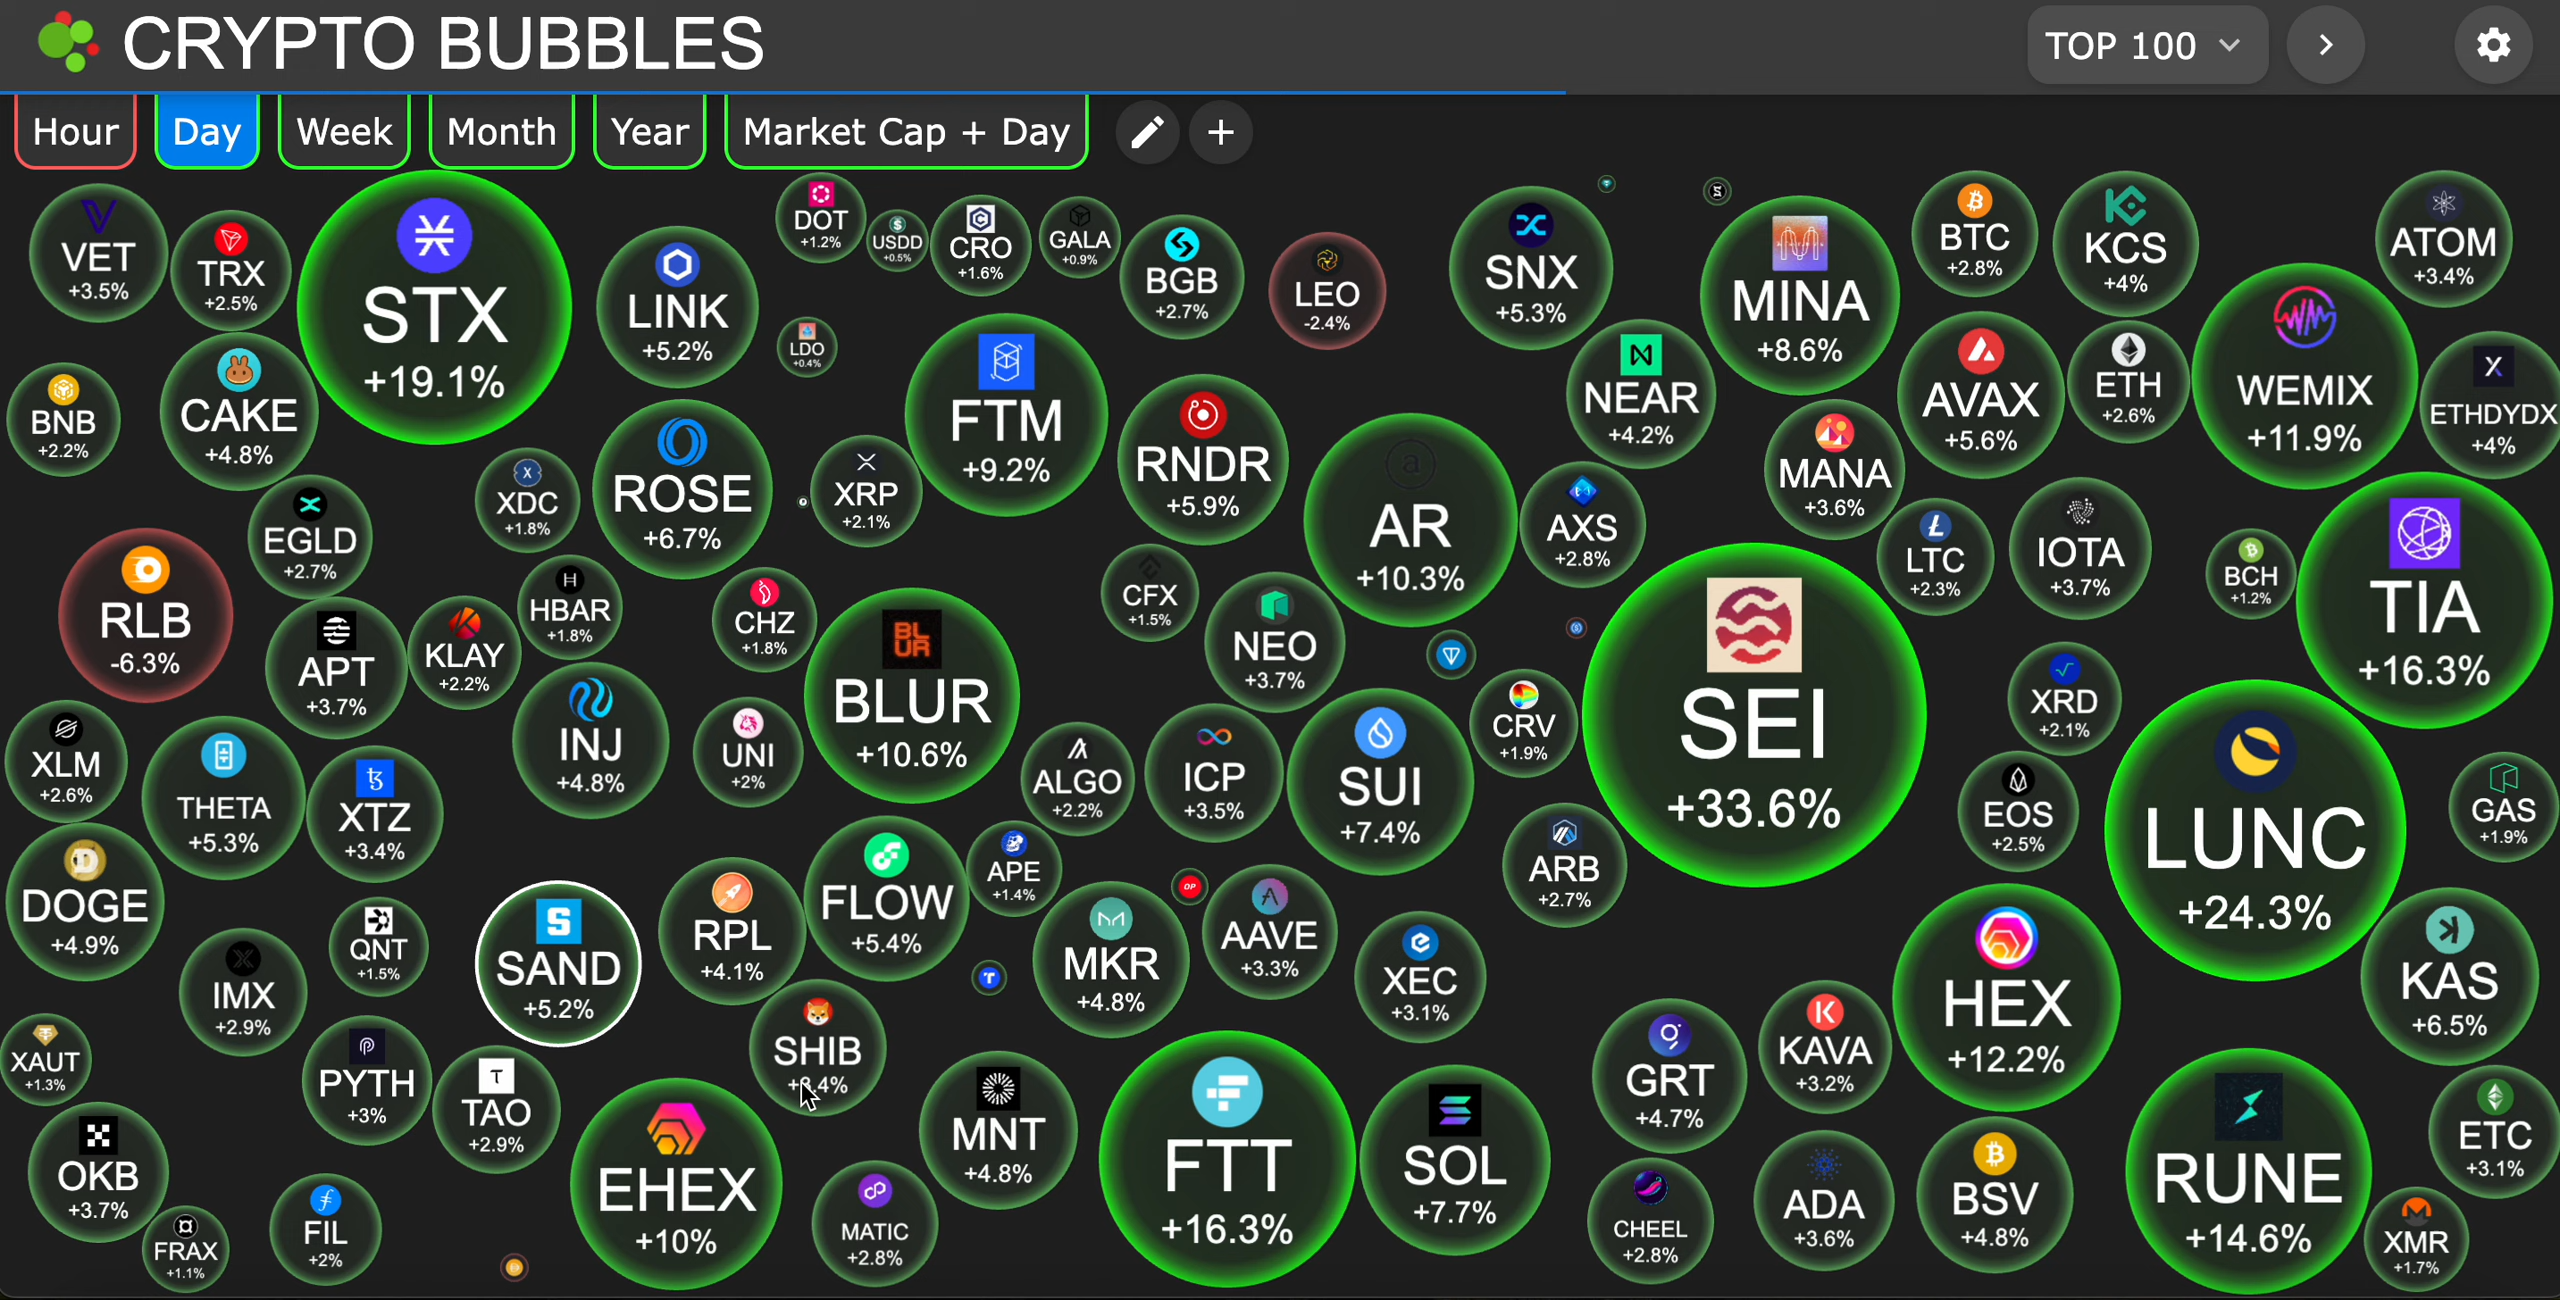 CRYPTO BUBBLES
TOP 100
Hour
Day
Week
Month
Year
Market Cap + Day
VET
+3.5%
TRX
+2.5%
STX
+19.1%
LINK
+5.2%
DOT
+1.2%
USDD
+0.5%
CRO
+1.6%
GALA
+0.9%
BGB
+2.7%
LEO
-2.4%
SNX
+5.3%
MINA
+8.6%
BTC
+2.8%
KCS
+4%
ATOM
+3.4%
BNB
+2.2%
CAKE
+4.8%
LDO
+0.4%
FTM
+9.2%
RNDR
+5.9%
NEAR
+4.2%
MANA
+3.6%
AVAX
+5.6%
ETH
+2.6%
WEMIX
+11.9%
ETHDYDX
+4%
EGLD
+2.7%
XDC
+1.8%
ROSE
+6.7%
XRP
+2.1%
AR
+10.3%
AXS
+2.8%
LTC
+2.3%
IOTA
+3.7%
BCH
+1.2%
TIA
+16.3%
RLB
-6.3%
APT
+3.7%
KLAY
+2.2%
HBAR
+1.8%
CHZ
+1.8%
BLUR
BLUR
+10.6%
CFX
+1.5%
NEO
+3.7%
SEI
+33.6%
XRD
+2.1%
XLM
+2.6%
THETA
+5.3%
XTZ
+3.4%
INJ
+4.8%
UNI
+2%
ALGO
+2.2%
ICP
+3.5%
SUI
+7.4%
CRV
+1.9%
EOS
+2.5%
LUNC
+24.3%
GAS
+1.9%
DOGE
+4.9%
IMX
+2.9%
QNT
+1.5%
SAND
+5.2%
RPL
+4.1%
FLOW
+5.4%
APE
+1.4%
MKR
+4.8%
OP
AAVE
+3.3%
XEC
+3.1%
ARB
+2.7%
HEX
+12.2%
KAS
+6.5%
XAUT
+1.3%
PYTH
+3%
TAO
+2.9%
SHIB
MNT
+4.8%
FTT
+16.3%
SOL
+7.7%
GRT
+4.7%
KAVA
+3.2%
RUNE
+14.6%
ETC
+3.1%
OKB
+3.7%
FRAX
+1.1%
FIL
+2%
EHEX
+10%
MATIC
+2.8%
CHEEL
+2.8%
ADA
+3.6%
BSV
+4.8%
XMR
+1.7%